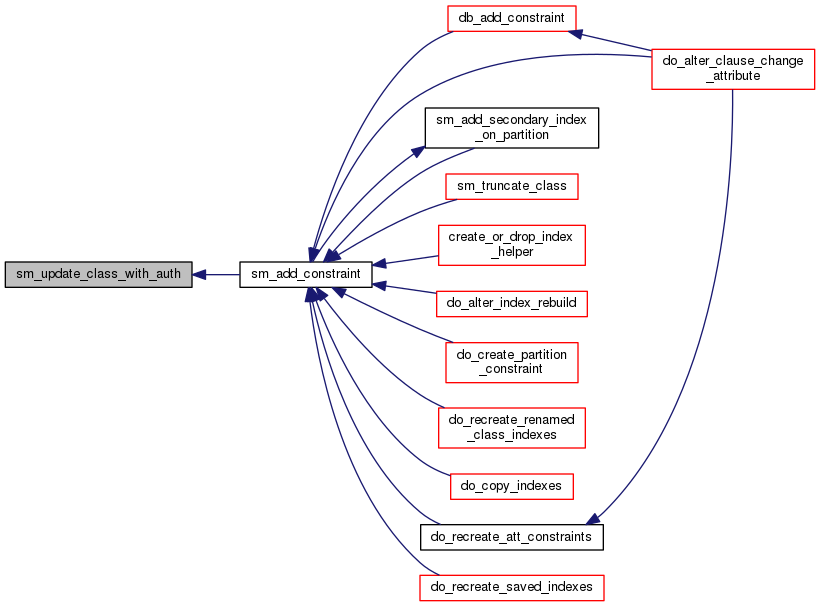 db_add_constraint
do_alter_clause_change
_attribute
sm_add_secondary_index
_on_partition
sm_truncate_class
create_or_drop_index
_helper
sm_update_class_with_auth
sm_add_constraint
do_alter_index_rebuild
do_create_partition
_constraint
do_recreate_renamed
_class_indexes
do_copy_indexes
do_recreate_att_constraints
do_recreate_saved_indexes